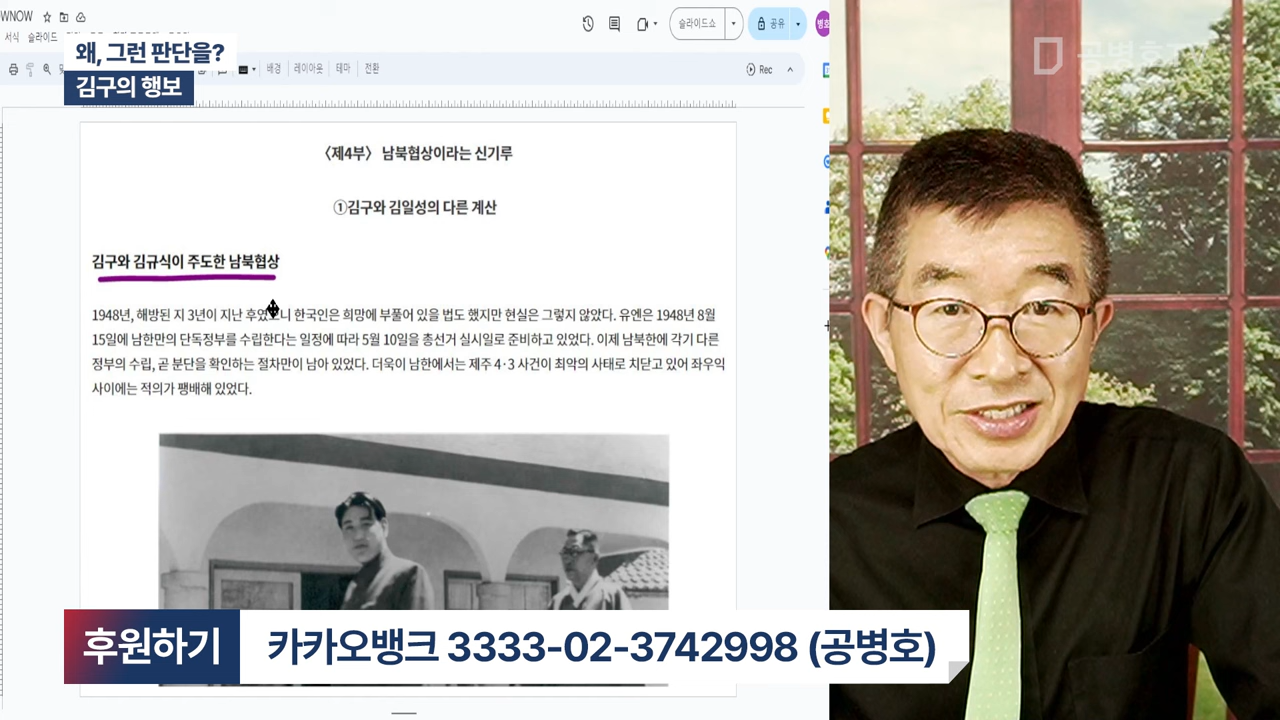 WNOW
서식 슬라이드
슬라이드쇼
공유
병호
왜, 그런 판단을?
김구의 행보
배경 레이아웃 테마 전환
Rec
공병호TV
〈제4부〉 남북협상이라는 신기루
①김구와 김일성의 다른 계산
김구와 김규식이 주도한 남북협상
1948년, 해방된 지 3년이 지난 후였으니 한국인은 희망에 부풀어 있을 법도 했지만 현실은 그렇지 않았다. 유엔은 1948년 8월
15일에 남한만의 단독정부를 수립한다는 일정에 따라 5월 10일을 총선거 실시일로 준비하고 있었다. 이제 남북한에 각기 다른
정부의 수립, 곧 분단을 확인하는 절차만이 남아 있었다. 더욱이 남한에서는 제주 4·3 사건이 최악의 사태로 치닫고 있어 좌우익
사이에는 적의가 팽배해 있었다.
후원하기
카카오뱅크 3333-02-3742998 (공병호)